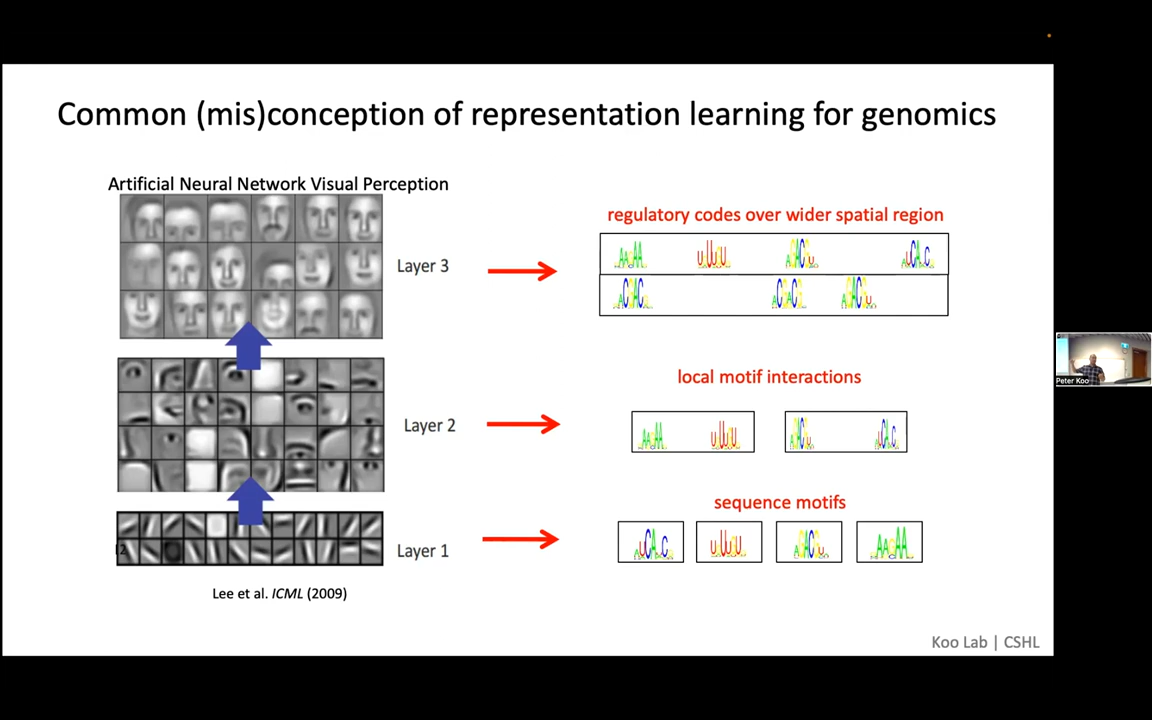 Common (mis)conception of representation learning for genomics
Artificial Neural Network Visual Perception
Layer 3
Layer 2
Layer 1
12
Lee et al. ICML (2009)
regulatory codes over wider spatial region
local motif interactions
sequence motifs
Koo Lab | CSHL
Peter Koo